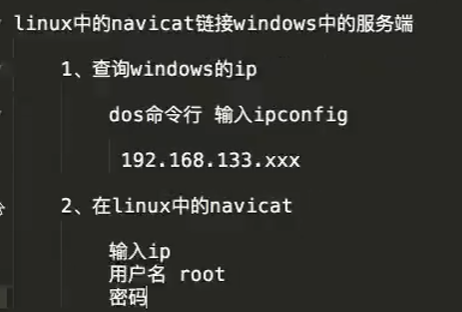 linux中的navicat链接windows中的服务端
1、查询windows的ip
dos命令行 输入ipconfig
192.168.133.xxx
2、在linux中的navicat
输入ip
用户名 root
密码